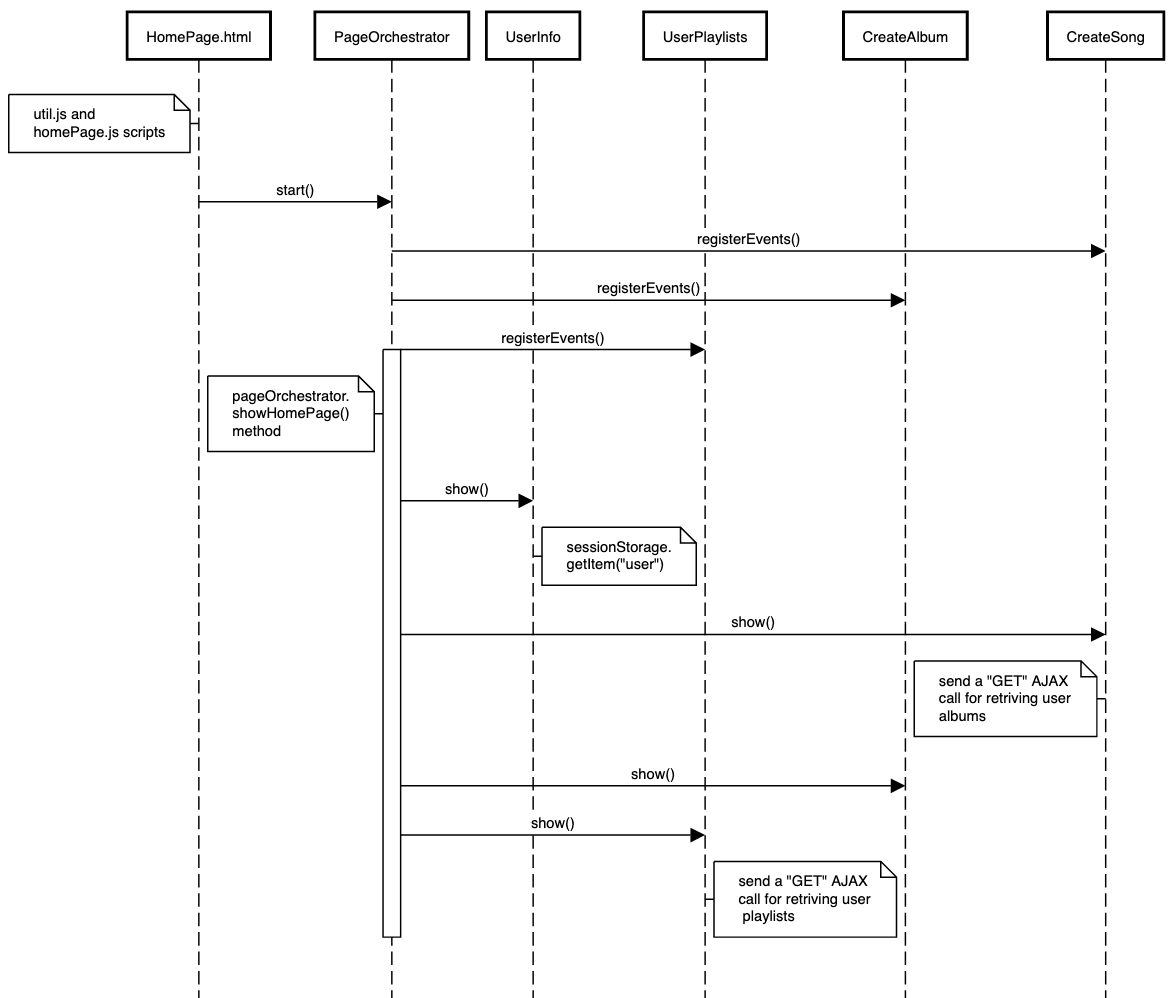 HomePage.html
PageOrchestrator
UserInfo
UserPlaylists
CreateAlbum
CreateSong
util.js and
homePage.js scripts
start()
registerEvents()
registerEvents()
registerEvents()
pageOrchestrator.
showHomePage()
method
show()
sessionStorage.
getItem("user")
show()
send a "GET" AJAX
call for retriving user
albums
show()
show()
send a "GET" AJAX
call for retriving user
playlists